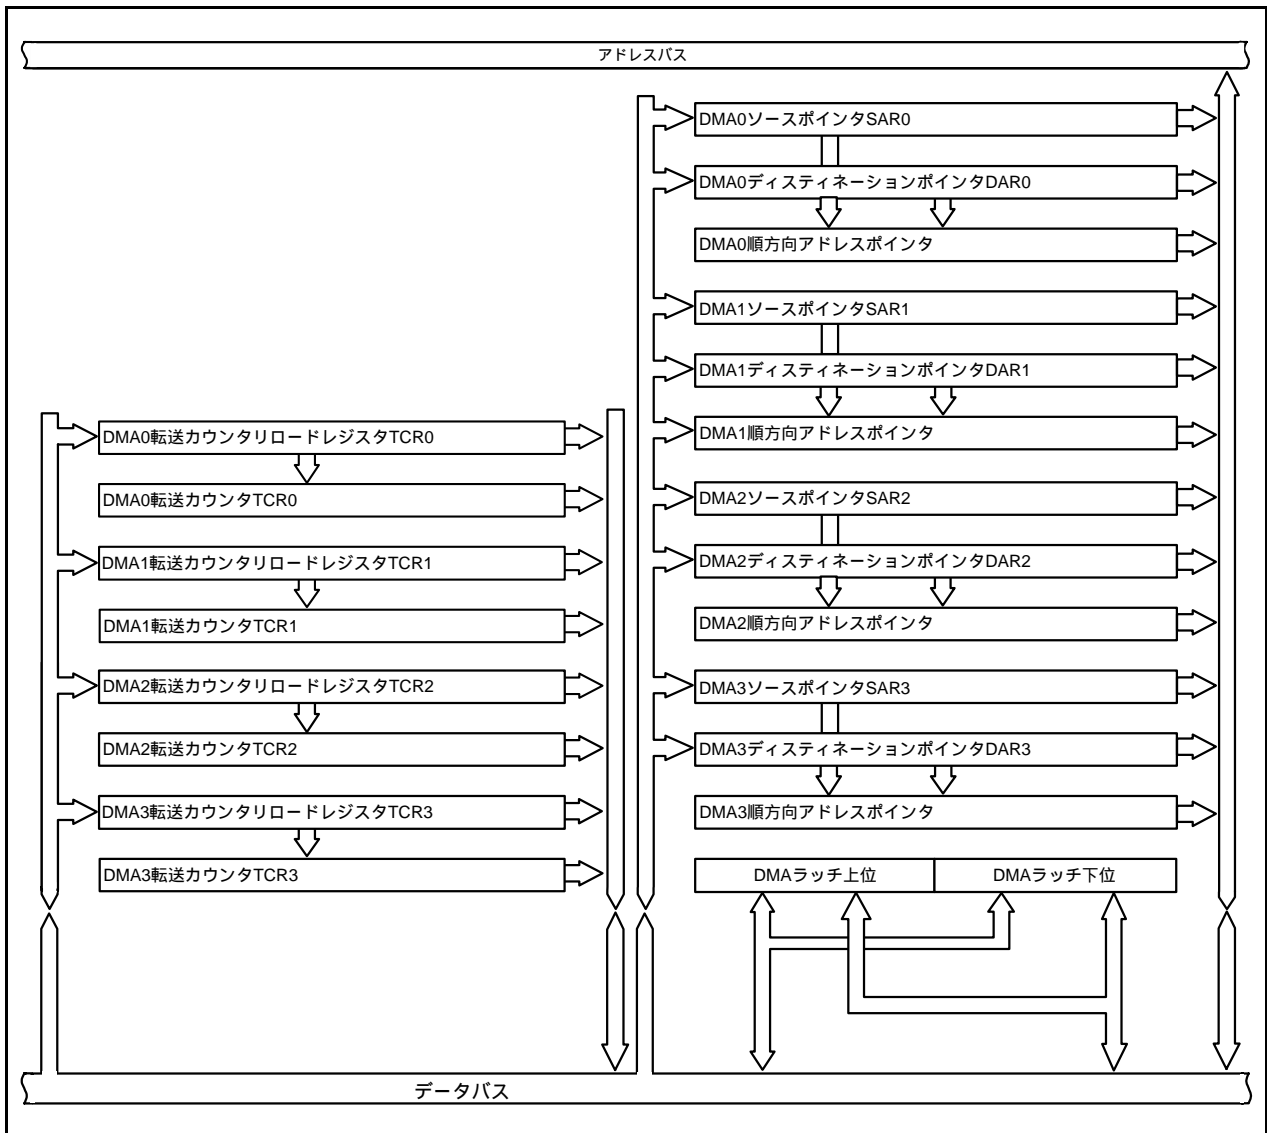 アドレスバス
DMA0ソースポインタSAR0
DMA0ディスティネーションポインタDAR0
DMA0順方向アドレスポインタ
DMA1ソースポインタSAR1
DMA1ディスティネーションポインタDAR1
DMA1順方向アドレスポインタ
DMA2ソースポインタSAR2
DMA2ディスティネーションポインタDAR2
DMA2順方向アドレスポインタ
DMA3ソースポインタSAR3
DMA3ディスティネーションポインタDAR3
DMA3順方向アドレスポインタ
DMA0転送カウンタリロードレジスタTCR0
DMA0転送カウンタTCR0
DMA1転送カウンタリロードレジスタTCR1
DMA1転送カウンタTCR1
DMA2転送カウンタリロードレジスタTCR2
DMA2転送カウンタTCR2
DMA3転送カウンタリロードレジスタTCR3
DMA3転送カウンタTCR3
DMAラッチ上位
DMAラッチ下位
データバス